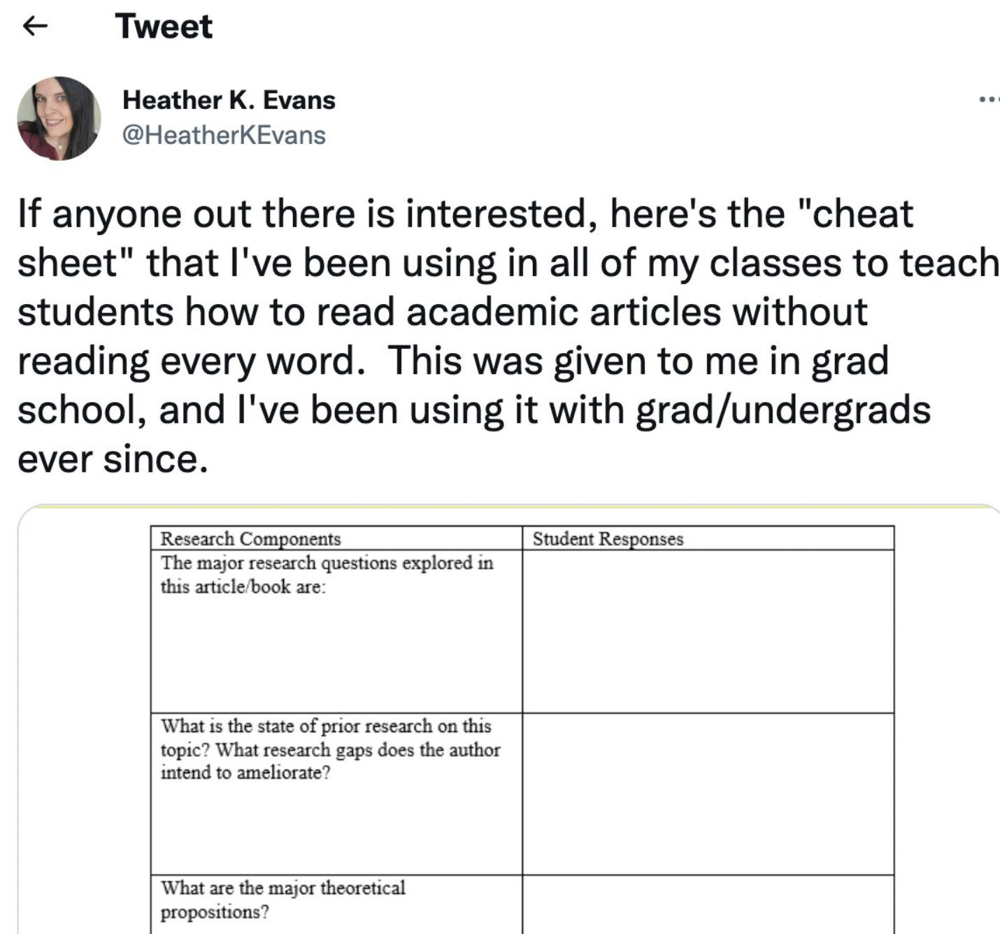 Tweet
Heather K. Evans
@HeatherKEvans
If anyone out there is interested, here's the "cheat
sheet" that I've been using in all of my classes to teach
students how to read academic articles without
reading every word.  This was given to me in grad
school, and I've been using it with grad/undergrads
ever since.
Research Components
Student Responses
The major research questions explored in
this article/book are:
What is the state of prior research on this
topic? What research gaps does the author
intend to ameliorate?
What are the major theoretical
propositions?